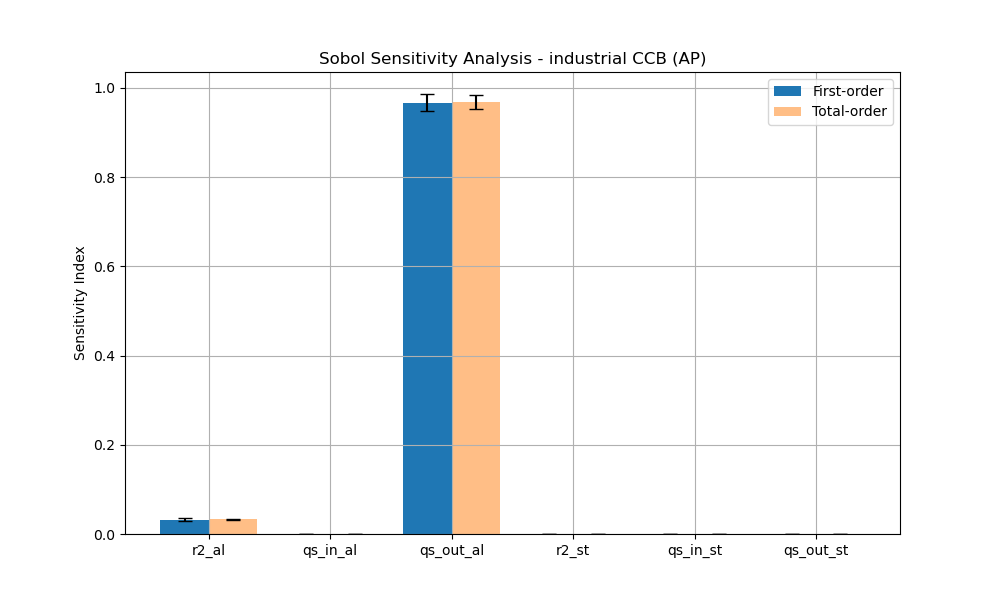 Sobol Sensitivity Analysis - industrial CCB (AP)
First-order
Total-order
Sensitivity Index
1.0
0.8
0.6
0.4
0.2
0.0
r2_al
qs_in_al
qs_out_al
r2_st
qs_in_st
qs_out_st